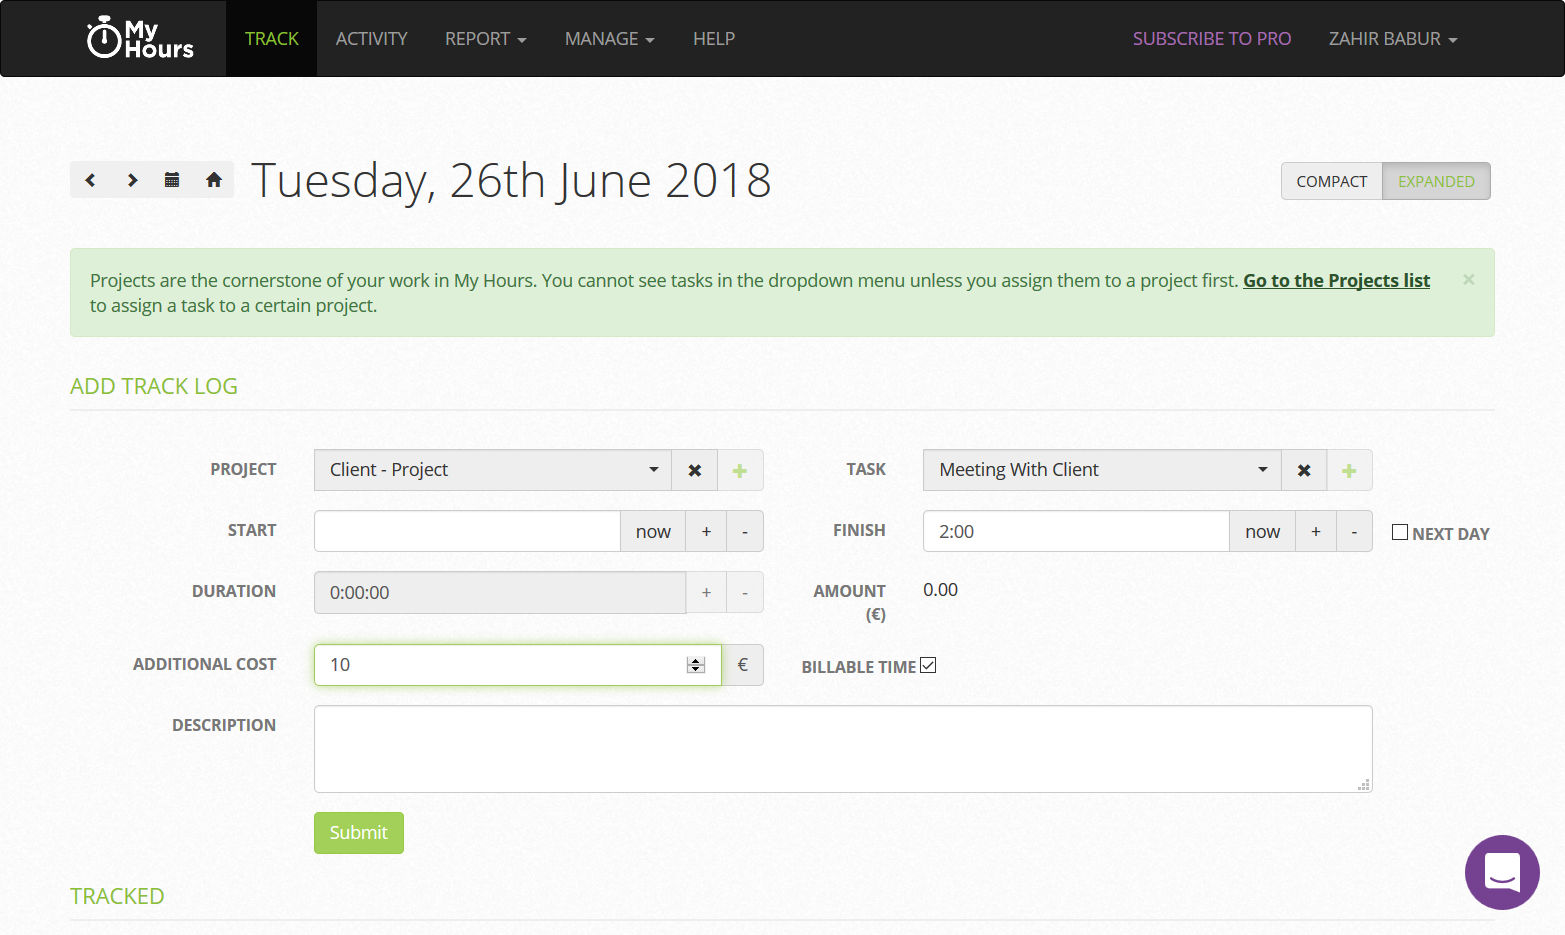 My Hours
TRACK ACTIVITY REPORT MANAGE HELP SUBSCRIBE TO PRO ZAHIR BABUR
Tuesday, 26th June 2018
COMPACT EXPANDED
Projects are the cornerstone of your work in My Hours. You cannot see tasks in the dropdown menu unless you assign them to a project first. Go to the Projects list ×
to assign a task to a certain project.
ADD TRACK LOG
PROJECT Client - Project TASK Meeting With Client
START now + - FINISH 2:00 now + - NEXT DAY
DURATION 0:00:00 + - AMOUNT (€) 0.00
ADDITIONAL COST 10 € BILLABLE TIME
DESCRIPTION
Submit
TRACKED